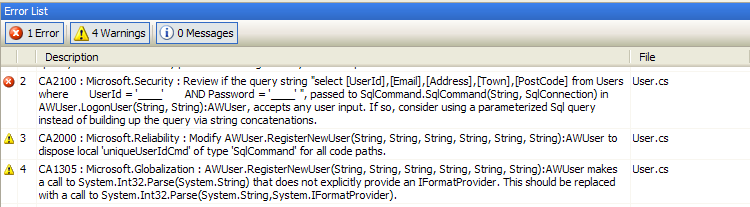 Error List
1 Error 4 Warnings 0 Messages
Description File
2 CA2100 : Microsoft.Security : Review if the query string "select [UserId],[Email],[Address],[Town],[PostCode] from Users User.cs
where UserId = '____' AND Password = '____' ", passed to SqlCommand.SqlCommand(String, SqlConnection) in
AWUser.LogonUser(String, String):AWUser, accepts any user input. If so, consider using a parameterized Sql query
instead of building up the query via string concatenations.
3 CA2000 : Microsoft.Reliability : Modify AWUser.RegisterNewUser(String, String, String, String, String, String):AWUser to User.cs
dispose local 'uniqueUserIdCmd' of type 'SqlCommand' for all code paths.
4 CA1305 : Microsoft.Globalization : AWUser.RegisterNewUser(String, String, String, String, String, String):AWUser makes User.cs
a call to System.Int32.Parse(System.String) that does not explicitly provide an IFormatProvider. This should be replaced
with a call to System.Int32.Parse(System.String,System.IFormatProvider).